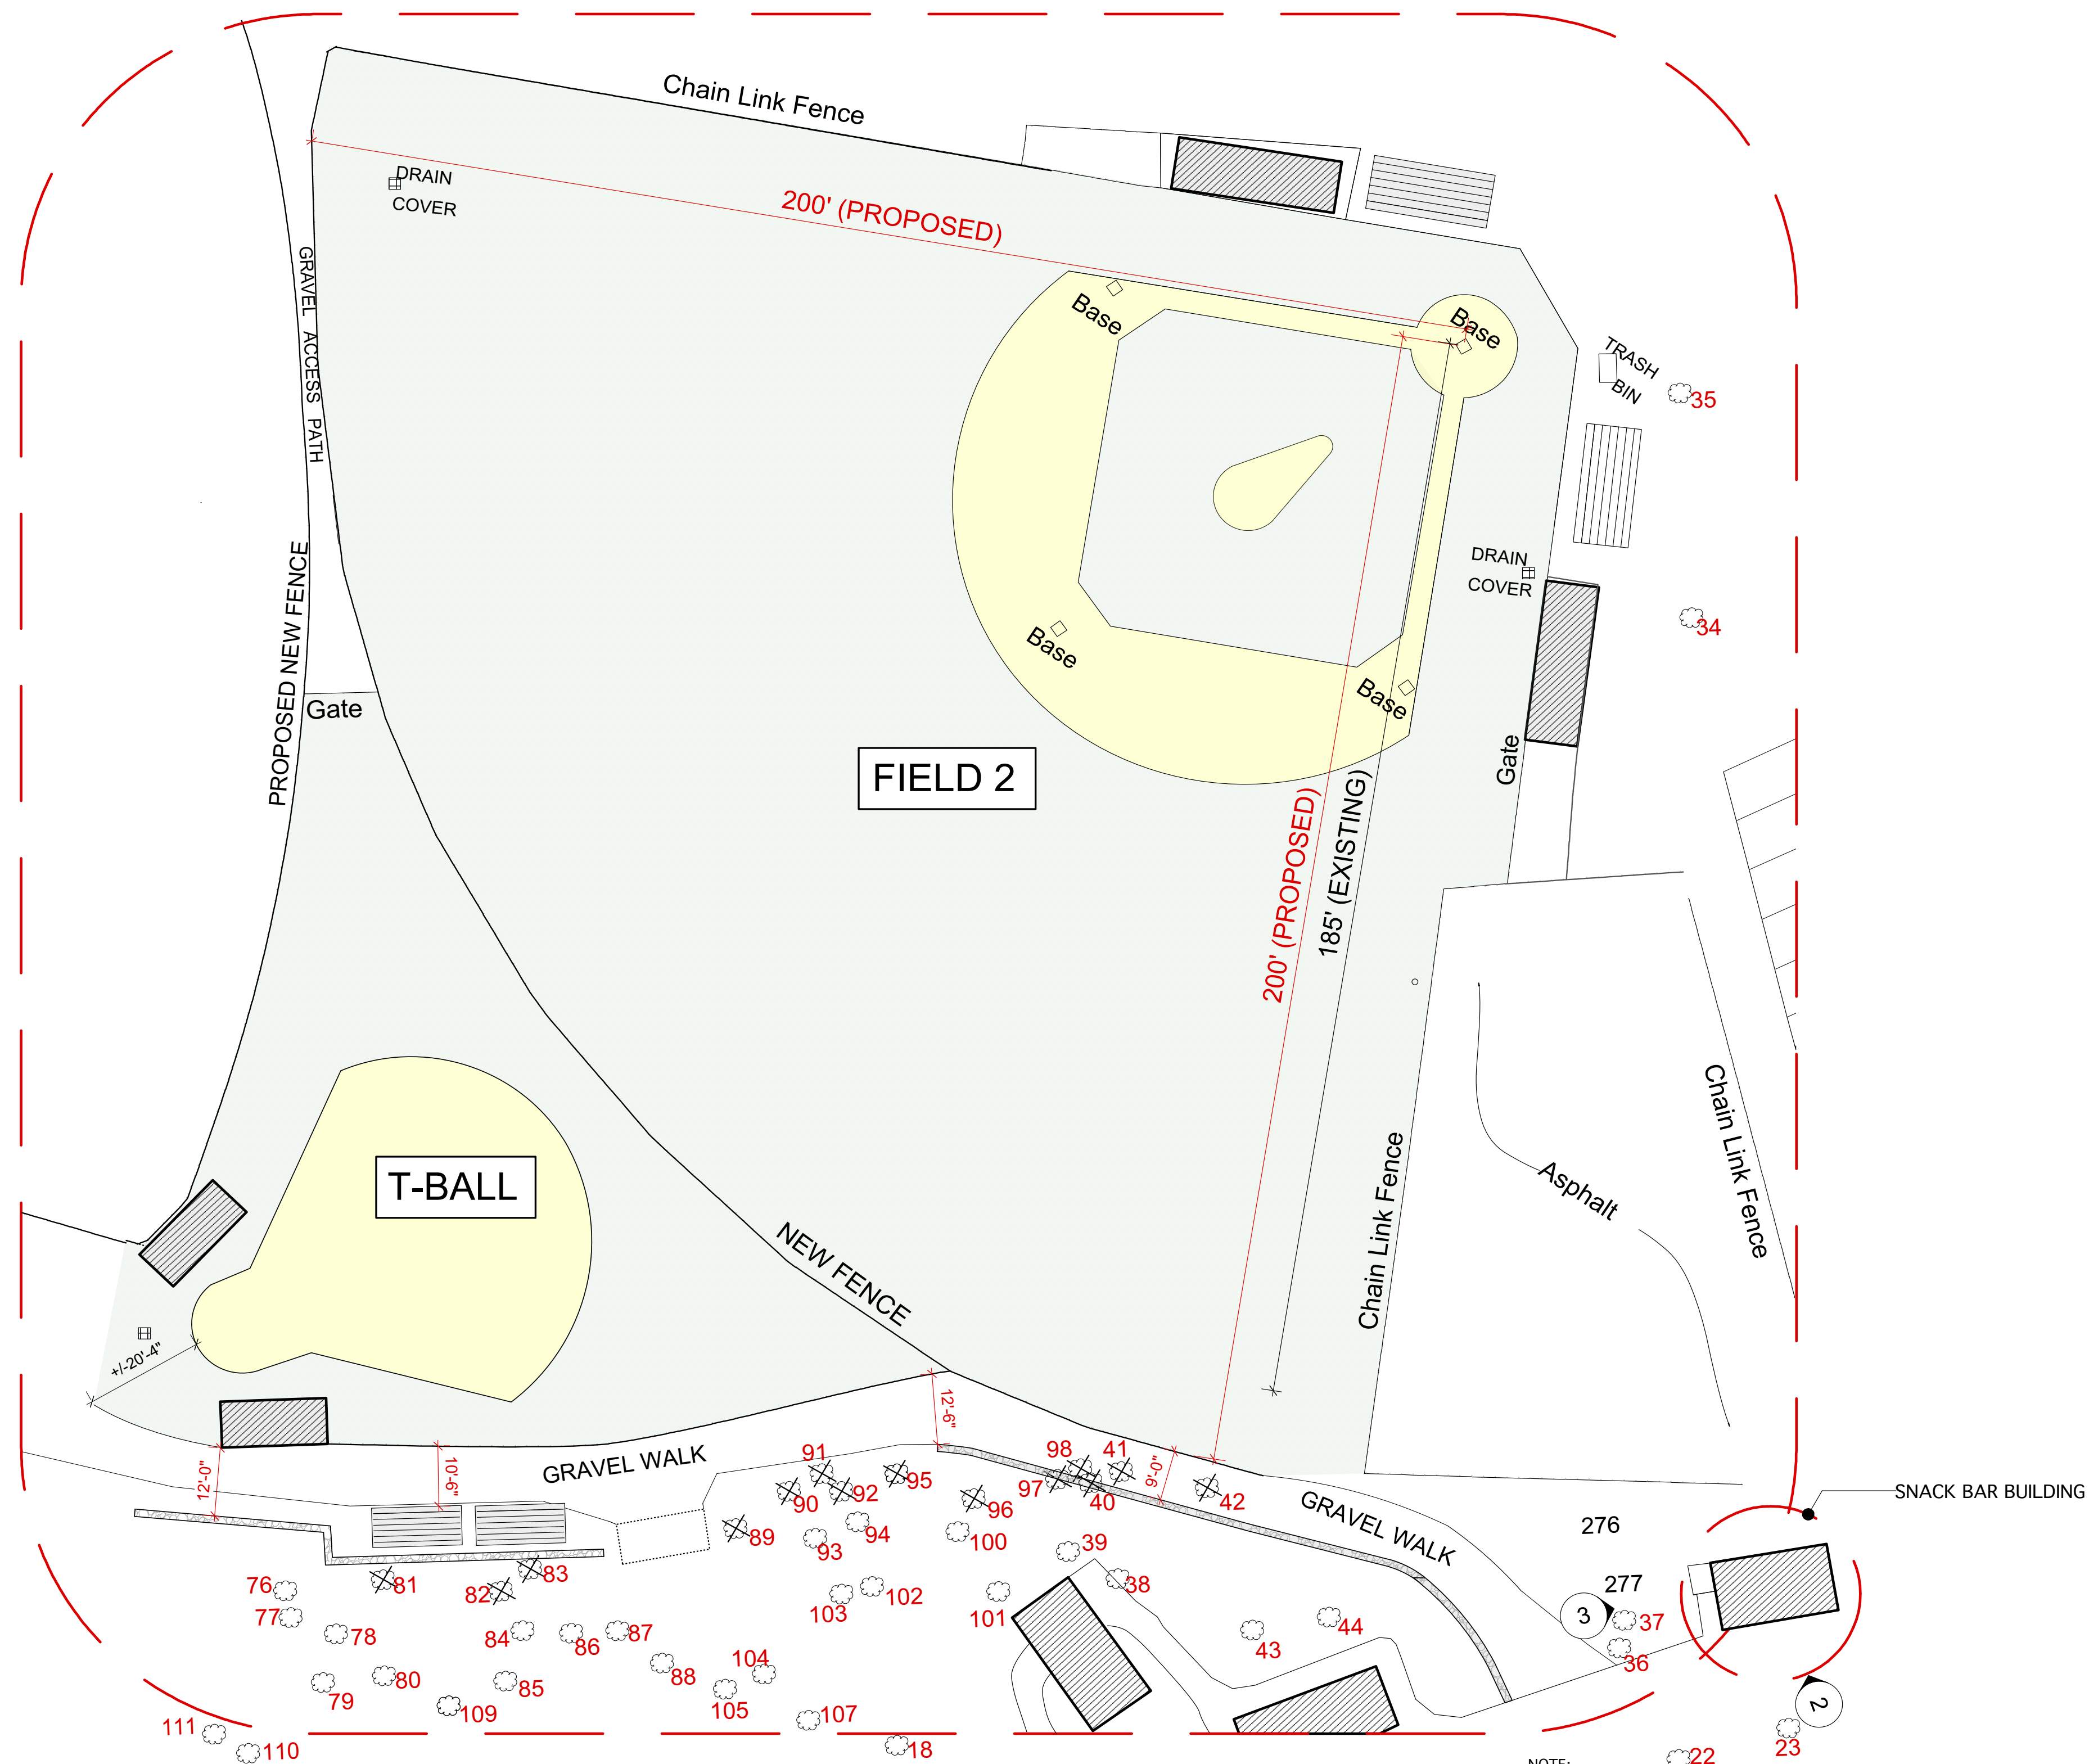 Chain Link Fence
DRAIN
COVER
200' (PROPOSED)
Base
Base
TRASH
BIN
35
GRAVEL ACCESS PATH
DRAIN
COVER
34
PROPOSED NEW FENCE
Base
Base
Gate
Gate
FIELD 2
200' (PROPOSED)
185' (EXISTING)
T-BALL
Chain Link Fence
Chain Link Fence
Asphalt
NEW FENCE
+/-20'-4"
12'-6"
12'-0"
10'-6"
GRAVEL WALK
9'-0"
GRAVEL WALK
SNACK BAR BUILDING
91
98
41
95
92
90
97
40
42
96
276
89
94
93
100
39
277
76
81
82
83
38
77
78
84
86
87
103
102
101
43
44
3
37
36
79
80
85
88
104
105
109
107
2
111
110
18
23
22
NOTE: